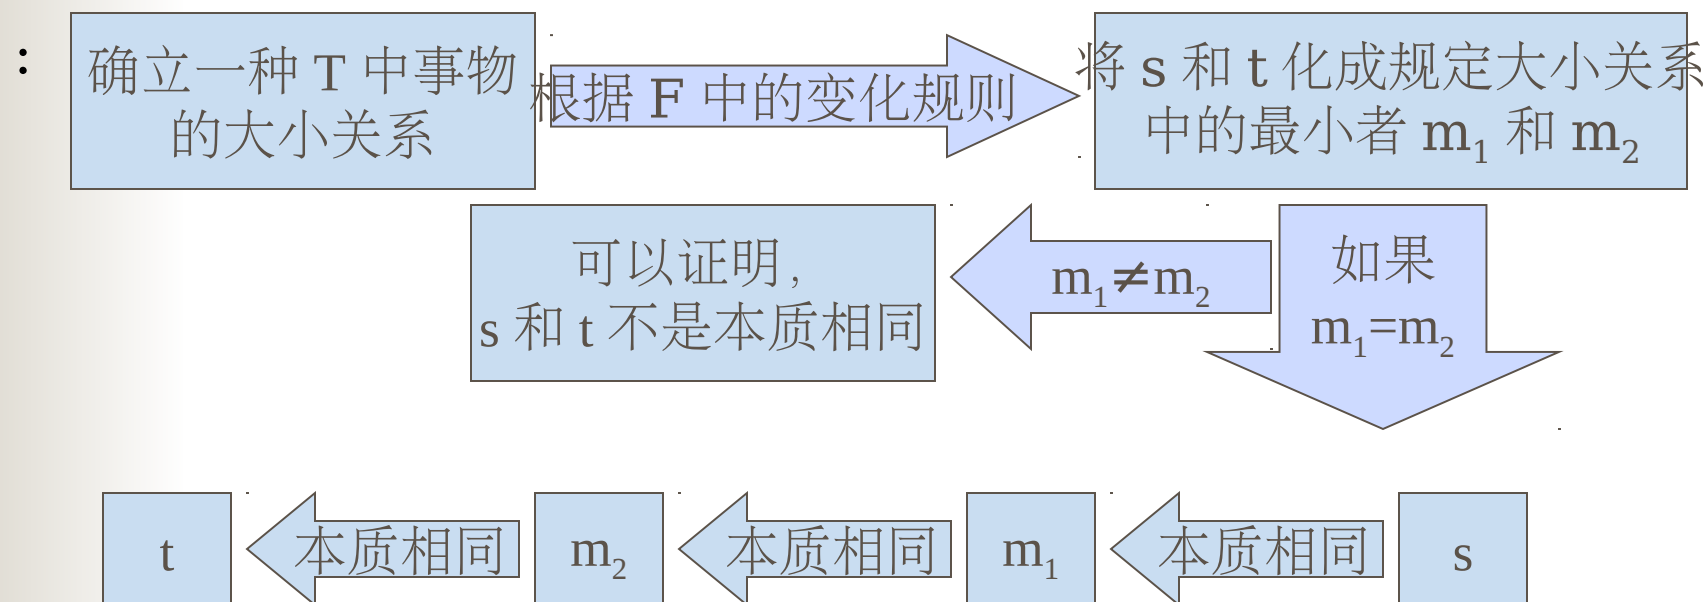 :
确立一种 T 中事物
的大小关系
根据 F 中的变化规则
将 s 和 t 化成规定大小关系
中的最小者 m₁ 和 m₂
可以证明，
s 和 t 不是本质相同
m₁≠m₂
如果
m₁=m₂
t
本质相同
m₂
本质相同
m₁
本质相同
s